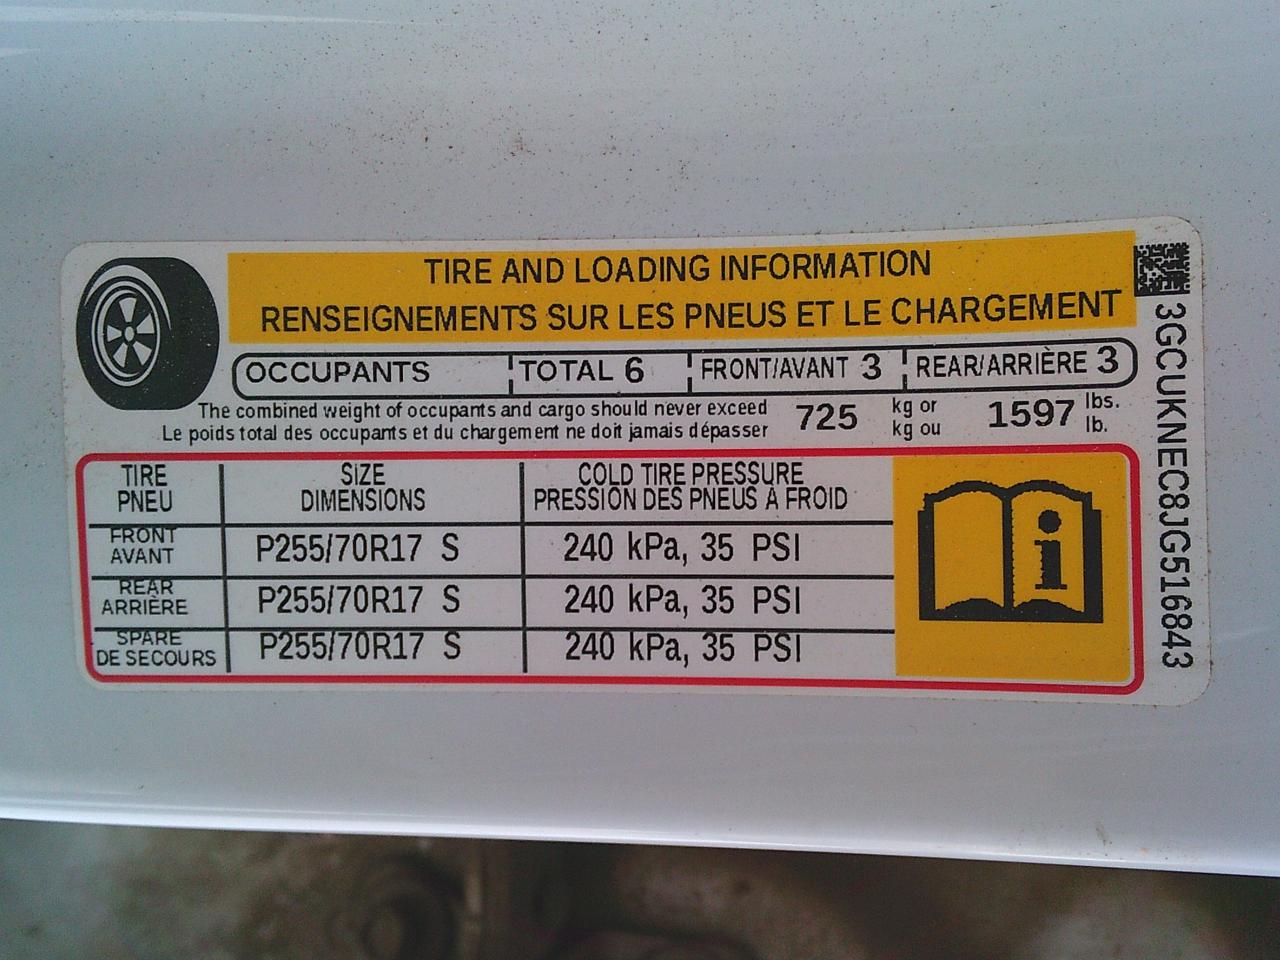 TIRE AND LOADING INFORMATION
RENSEIGNEMENTS SUR LES PNEUS ET LE CHARGEMENT
OCCUPANTS TOTAL 6 FRONT/AVANT 3 REAR/ARRIÈRE 3
The combined weight of occupants and cargo should never exceed 725 kg or 1597 lbs.
Le poids total des occupants et du chargement ne doit jamais dépasser kg ou lb.
TIRE SIZE COLD TIRE PRESSURE
PNEU DIMENSIONS PRESSION DES PNEUS A FROID
FRONT
AVANT P255/70R17 S 240 kPa, 35 PSI
REAR
ARRIÈRE P255/70R17 S 240 kPa, 35 PSI
SPARE
DE SECOURS P255/70R17 S 240 kPa, 35 PSI
3GCUKNEC8JG516843